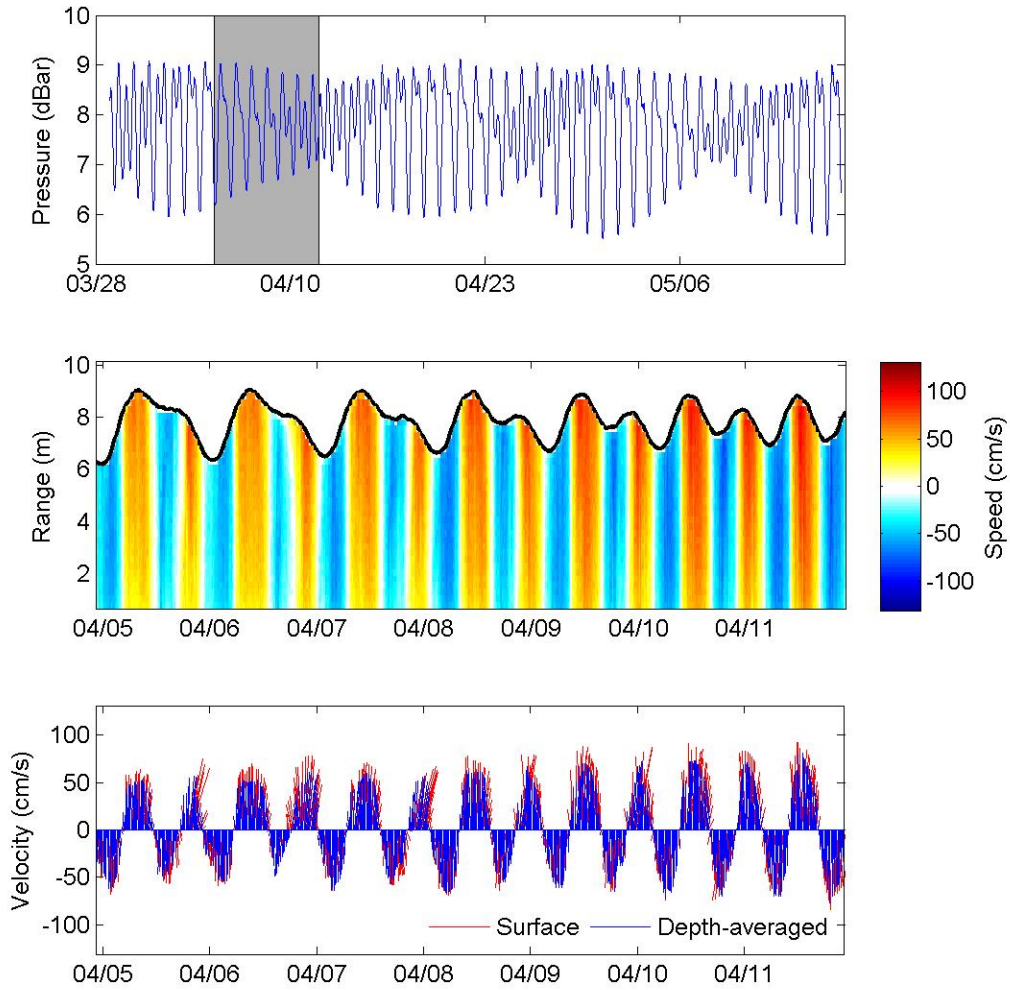 Pressure (dBar)
10
9
8
7
6
5
03/28 04/10 04/23 05/06
Range (m)
10
8
6
4
2
04/05 04/06 04/07 04/08 04/09 04/10 04/11
100
50
0
-50
-100
Speed (cm/s)
Velocity (cm/s)
100
50
0
-50
-100
Surface Depth-averaged
04/05 04/06 04/07 04/08 04/09 04/10 04/11